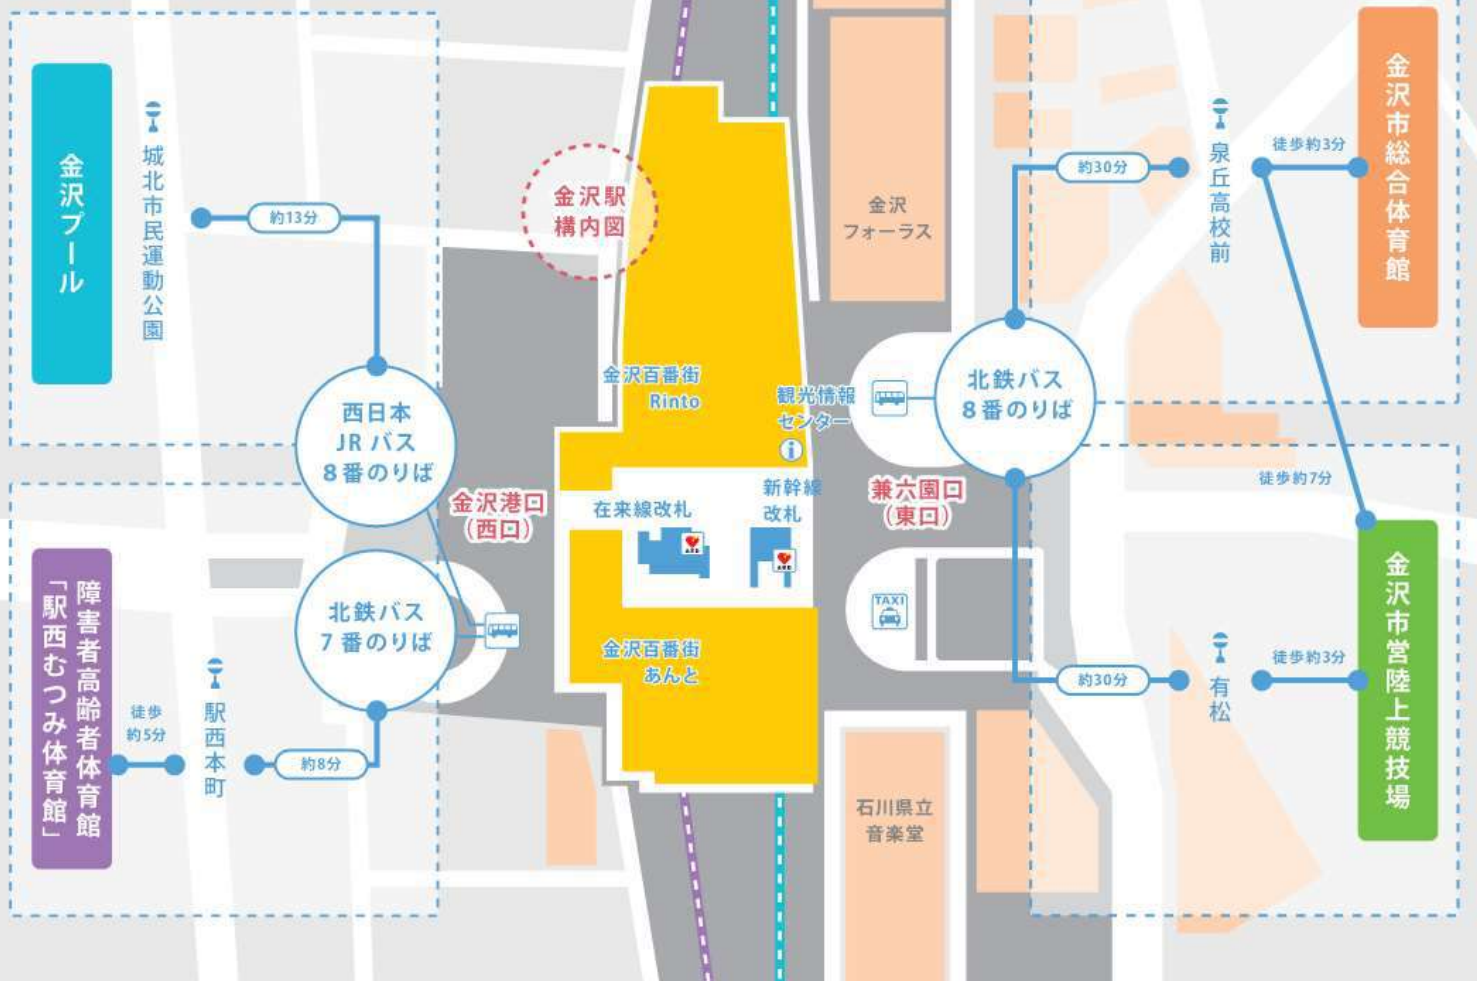 金沢プール
城北市民運動公園
約13分
西日本
JRバス
8番のりば
障害者高齢者体育館
「駅西むつみ体育館」
徒歩
約5分
駅西本町
約8分
北鉄バス
7番のりば
金沢港口
(西口)
金沢駅
構内図
金沢百番街
Rinto
観光情報
センター
i
在来線改札
新幹線
改札
AED
AED
金沢百番街
あんと
金沢
フォーラス
兼六園口
(東口)
TAXI
石川県立
音楽堂
北鉄バス
8番のりば
約30分
泉丘高校前
徒歩約3分
金沢市総合体育館
徒歩約7分
約30分
有松
徒歩約3分
金沢市営陸上競技場